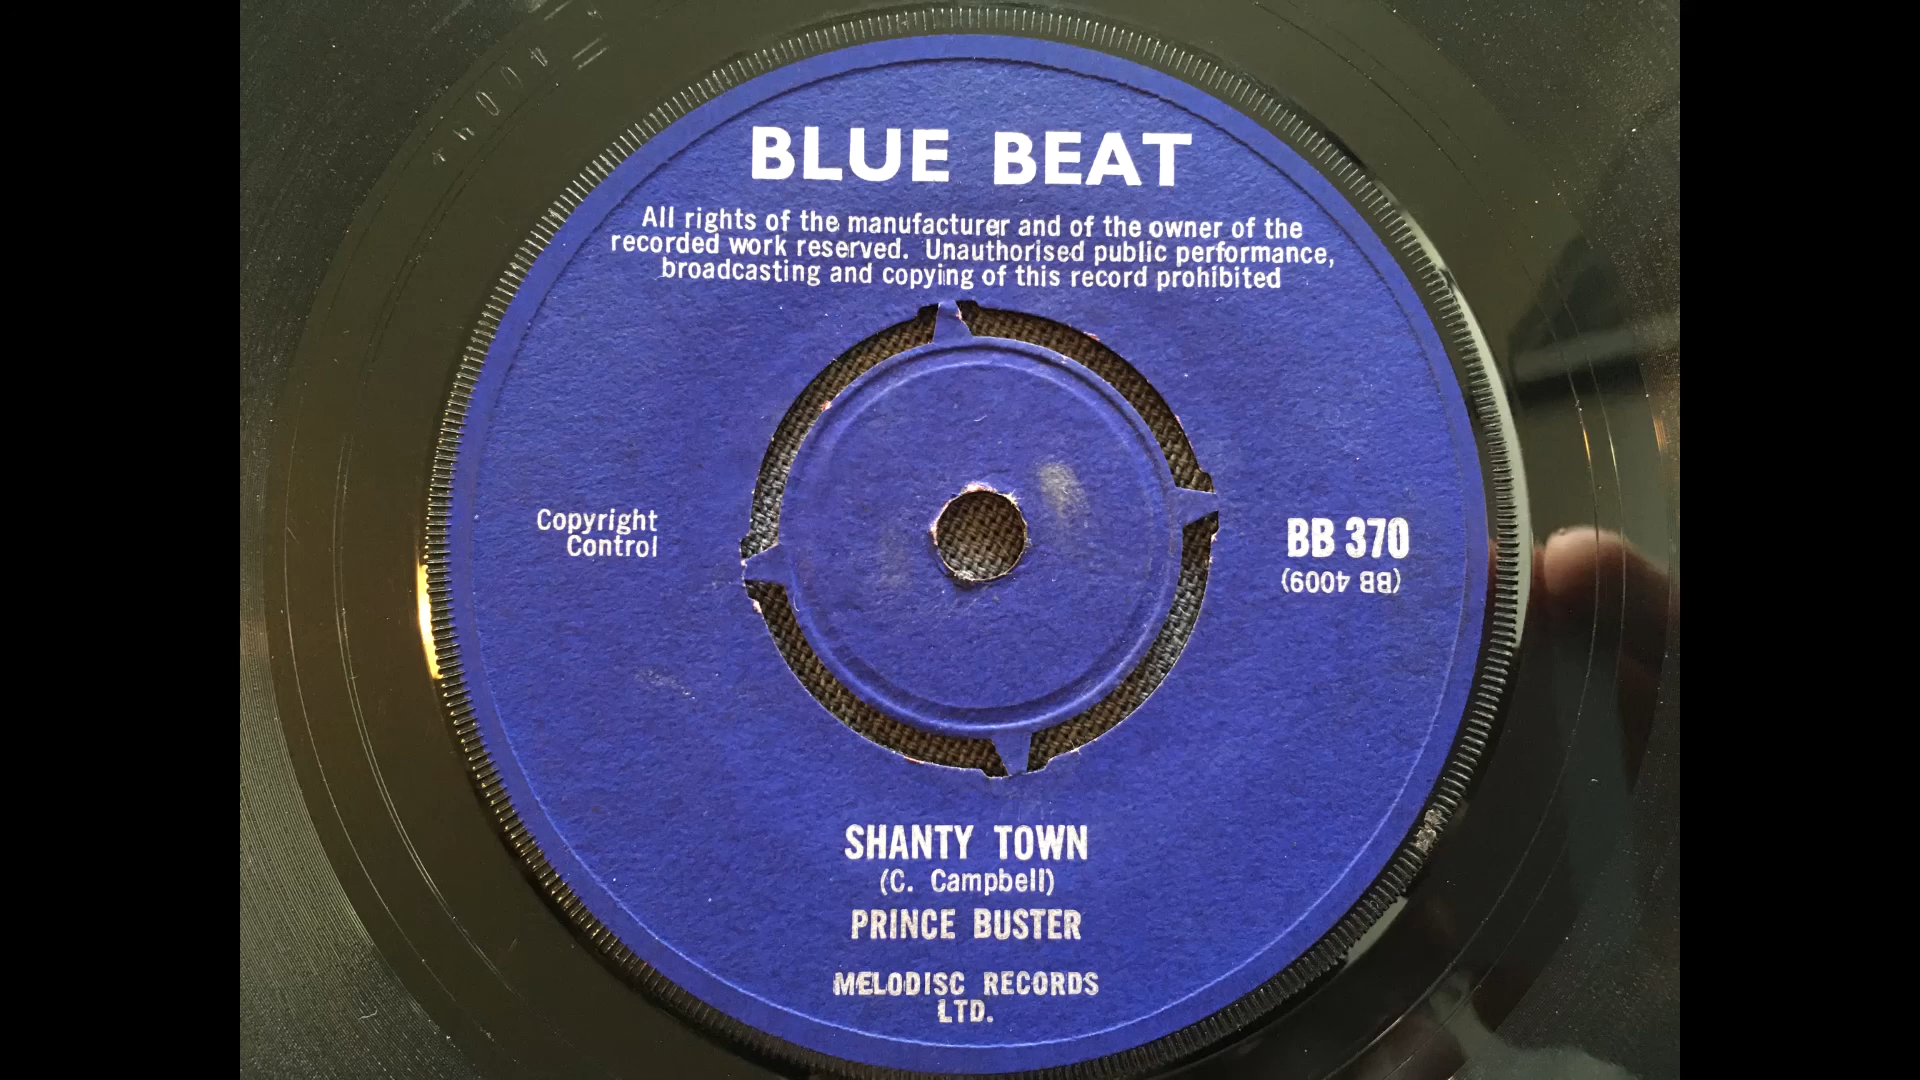 BLUE BEAT
All rights of the manufacturer and of the owner of the
recorded work reserved. Unauthorised public performance,
broadcasting and copying of this record prohibited
Copyright
Control
BB 370
(BB 4009)
SHANTY TOWN
(C. Campbell)
PRINCE BUSTER
MELODISC RECORDS
LTD.